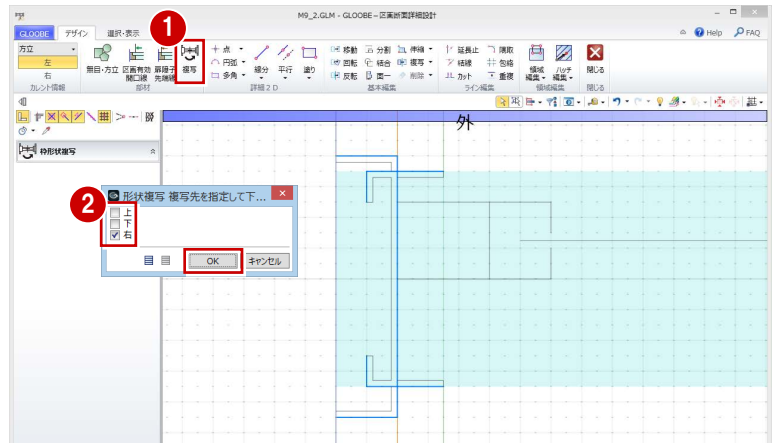 M9_2.GLM - GLOOBE – 区画断面詳細設計
GLOOBE デザイン 選択・表示
Help FAQ
方立
左
右
カレント情報
無目・方立
区画有効
開口線
扉障子
先端線
複写
部材
点
円弧
多角
線分
平行
塗り
詳細2D
移動 分割 伸縮
回転 結合 複写
反転 面一 削除
基本編集
延長止 隅取
結線 包絡
カット 重複
ライン編集
領域
編集
ハッチ
編集
領域編集
閉じる
閉じる
枠形状複写
外
1
2
形状複写 複写先を指定して下...
上
下
右
OK キャンセル